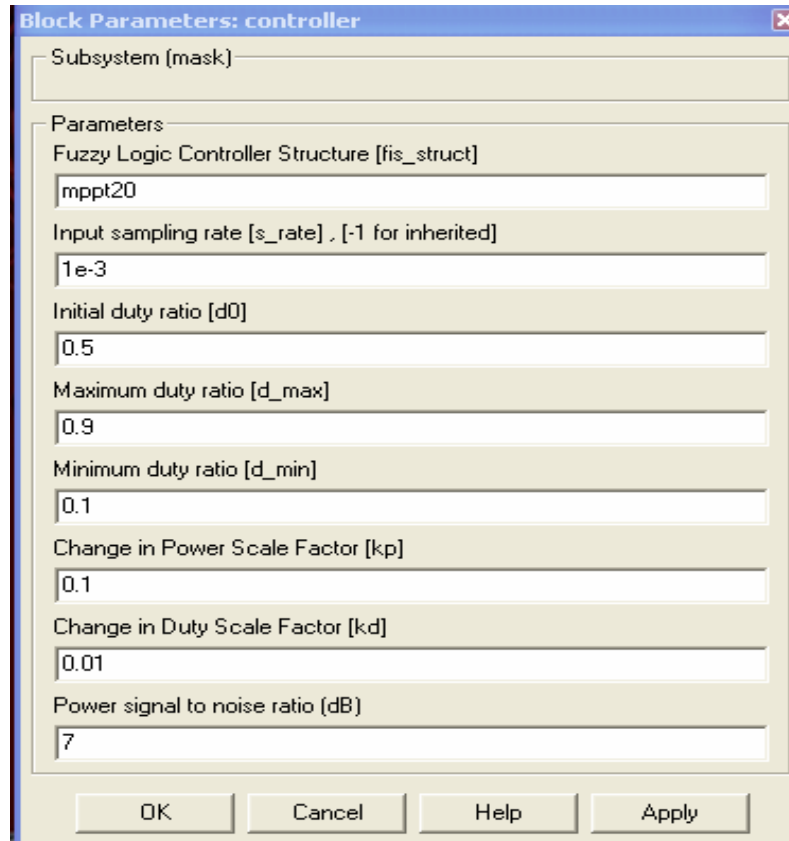 Block Parameters: controller
Subsystem (mask)
Parameters
Fuzzy Logic Controller Structure [fis_struct]
mppt20
Input sampling rate [s_rate] , [-1 for inherited]
1e-3
Initial duty ratio [d0]
0.5
Maximum duty ratio [d_max]
0.9
Minimum duty ratio [d_min]
0.1
Change in Power Scale Factor [kp]
0.1
Change in Duty Scale Factor [kd]
0.01
Power signal to noise ratio (dB)
7
OK Cancel Help Apply